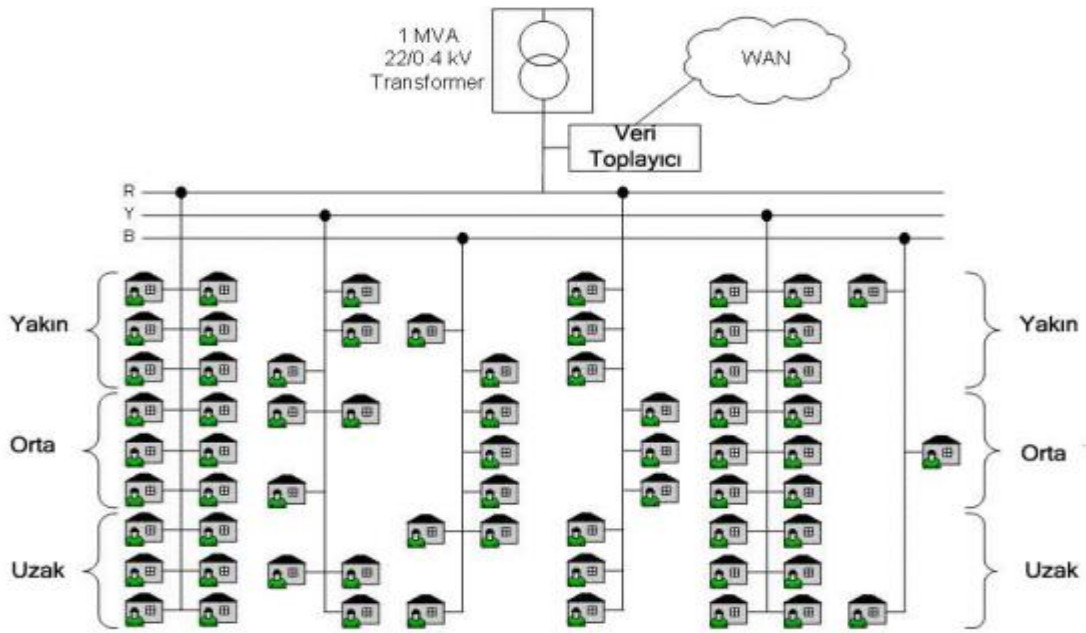 1 MVA
22/0.4 kV
Transformer
WAN
Veri
Toplayıcı
R
Y
B
Yakın
Yakın
Orta
Orta
Uzak
Uzak